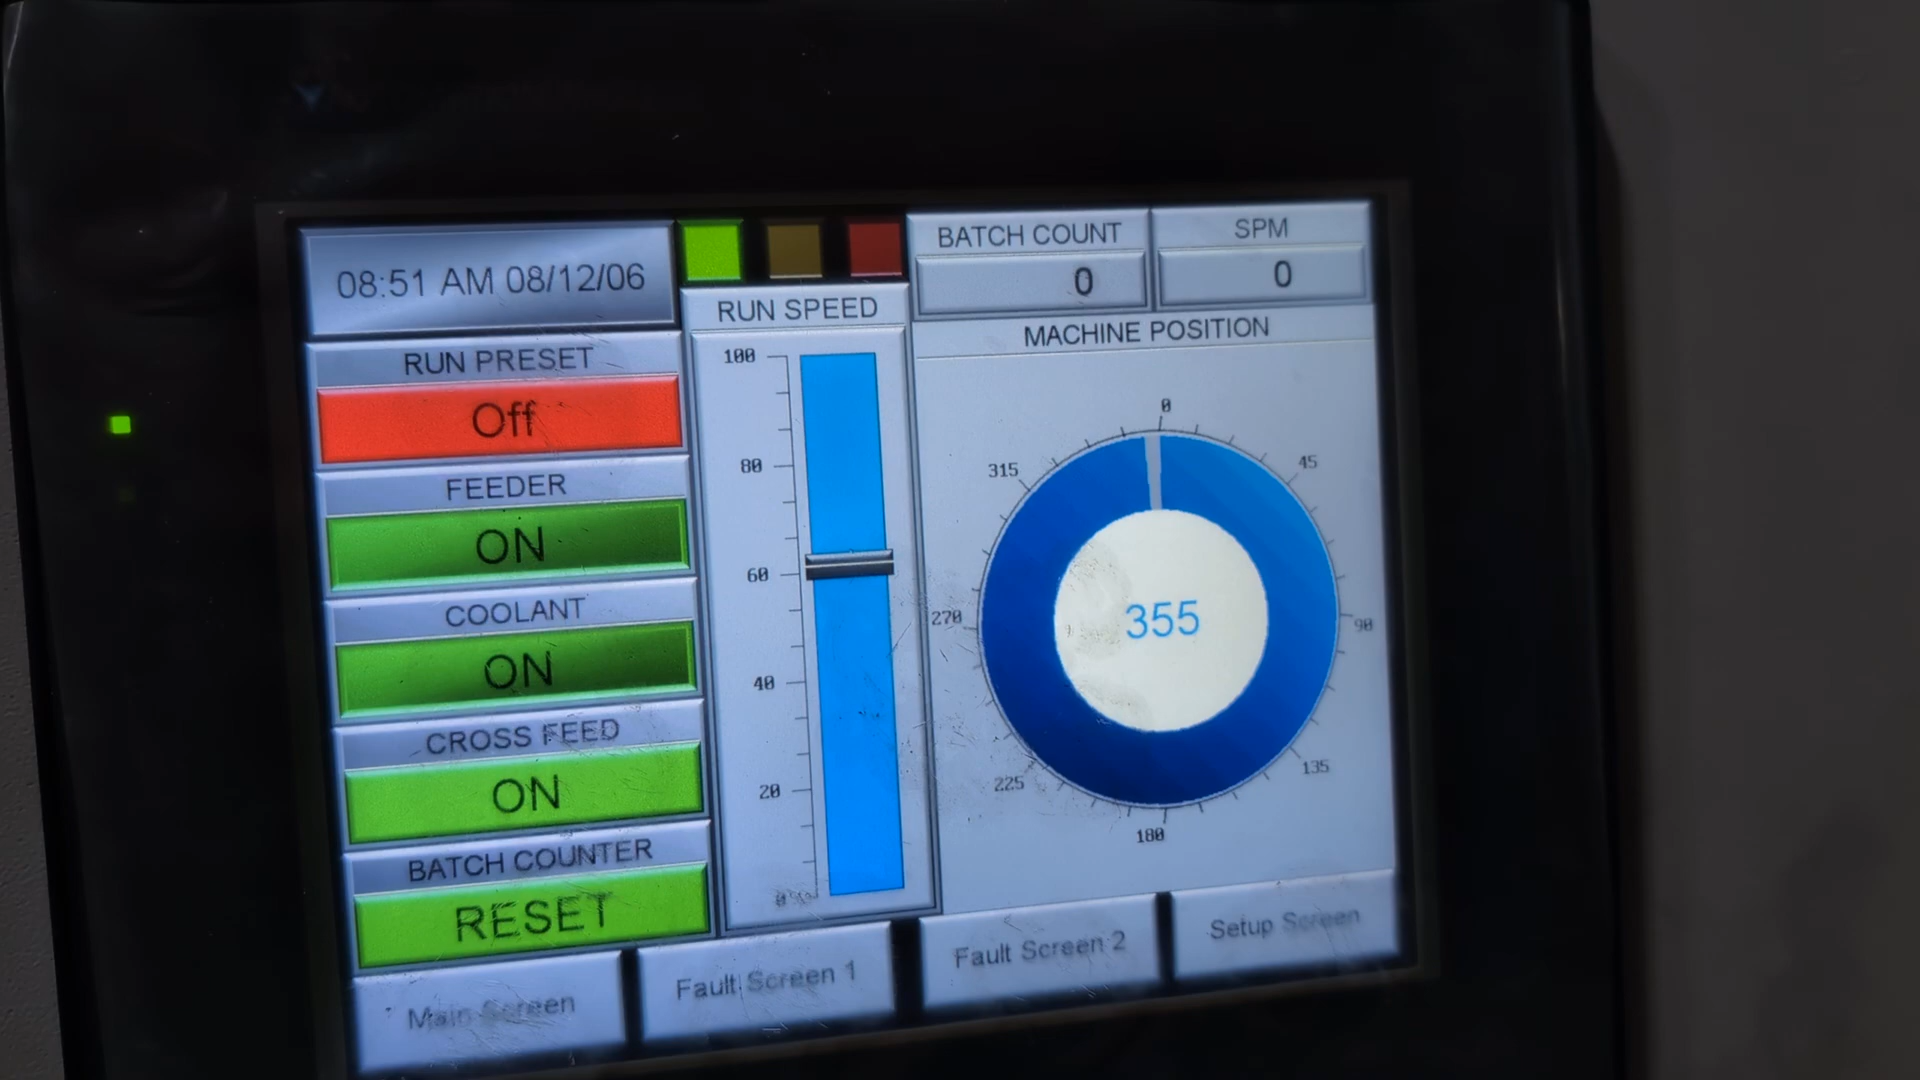 08:51 AM 08/12/06
RUN PRESET
Off
FEEDER
ON
COOLANT
ON
CROSS FEED
ON
BATCH COUNTER
RESET
RUN SPEED
100
80
60
40
20
0
BATCH COUNT
0
SPM
0
MACHINE POSITION
0
45
90
135
180
225
270
315
355
Main Screen
Fault Screen 1
Fault Screen 2
Setup Screen